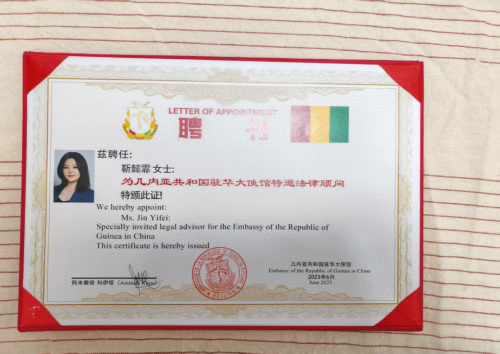 LETTER OF APPOINTMENT
聘 书
兹聘任:
靳懿霏女士:
为几内亚共和国驻华大使馆特邀法律顾问
特颁此证!
We hereby appoint:
Ms. Jin Yifei:
Specially invited legal advisor for the Embassy of the Republic of
Guinea in China
This certificate is hereby issued
几内亚共和国驻华大使馆
Embassy of the Republic of Guinea in China
2025年6月
June 2025